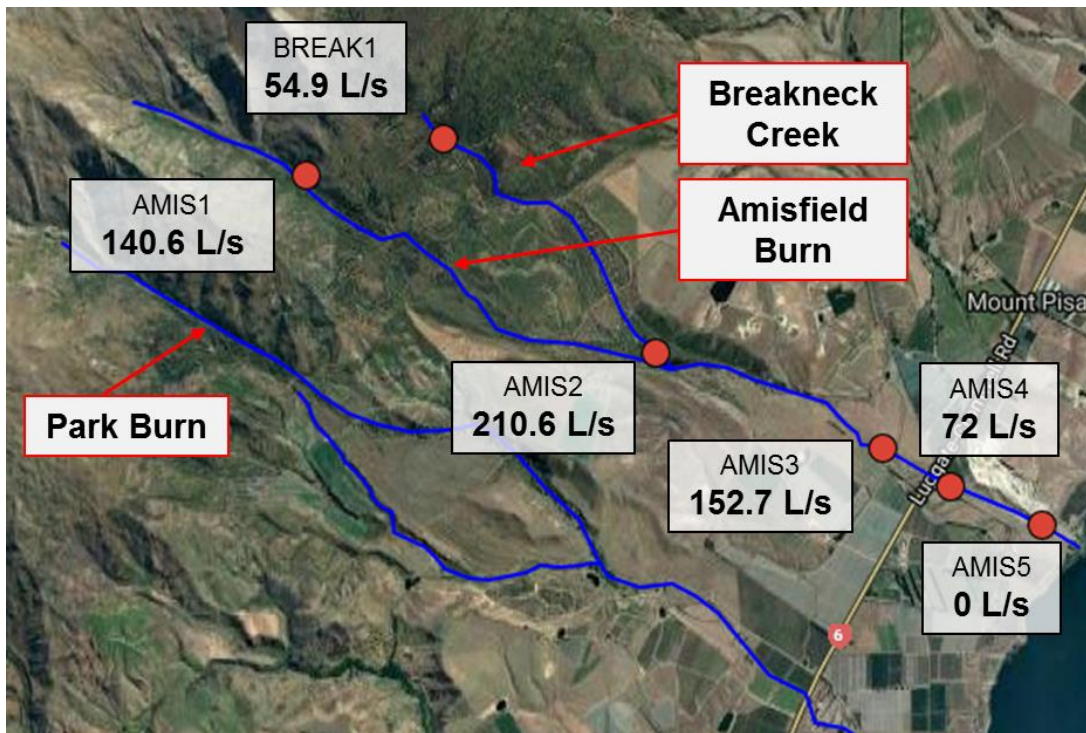 BREAK1
54.9 L/s
Breakneck
Creek
AMIS1
140.6 L/s
Amisfield
Burn
Mount Pisa
Park Burn
AMIS2
210.6 L/s
AMIS4
72 L/s
AMIS3
152.7 L/s
AMIS5
0 L/s
6